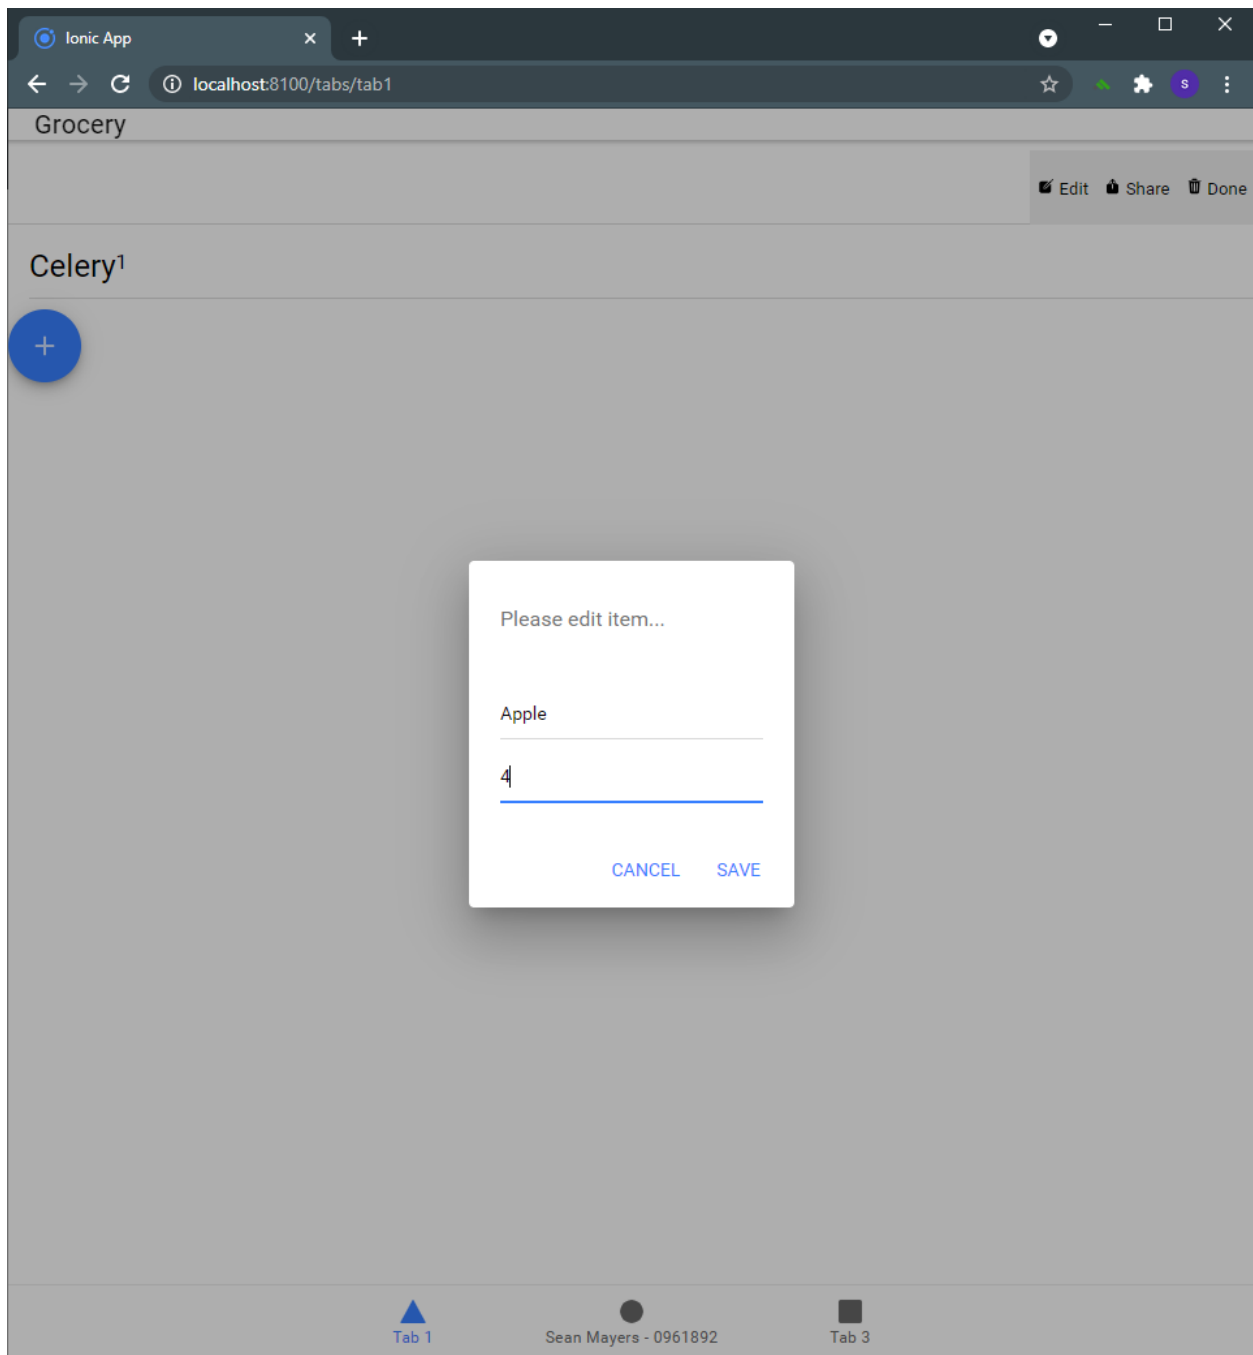 Ionic App
localhost:8100/tabs/tab1
S
Grocery
Edit Share Done
Celery1
Please edit item...
Apple
4
CANCEL SAVE
Tab 1 Sean Mayers - 0961892 Tab 3